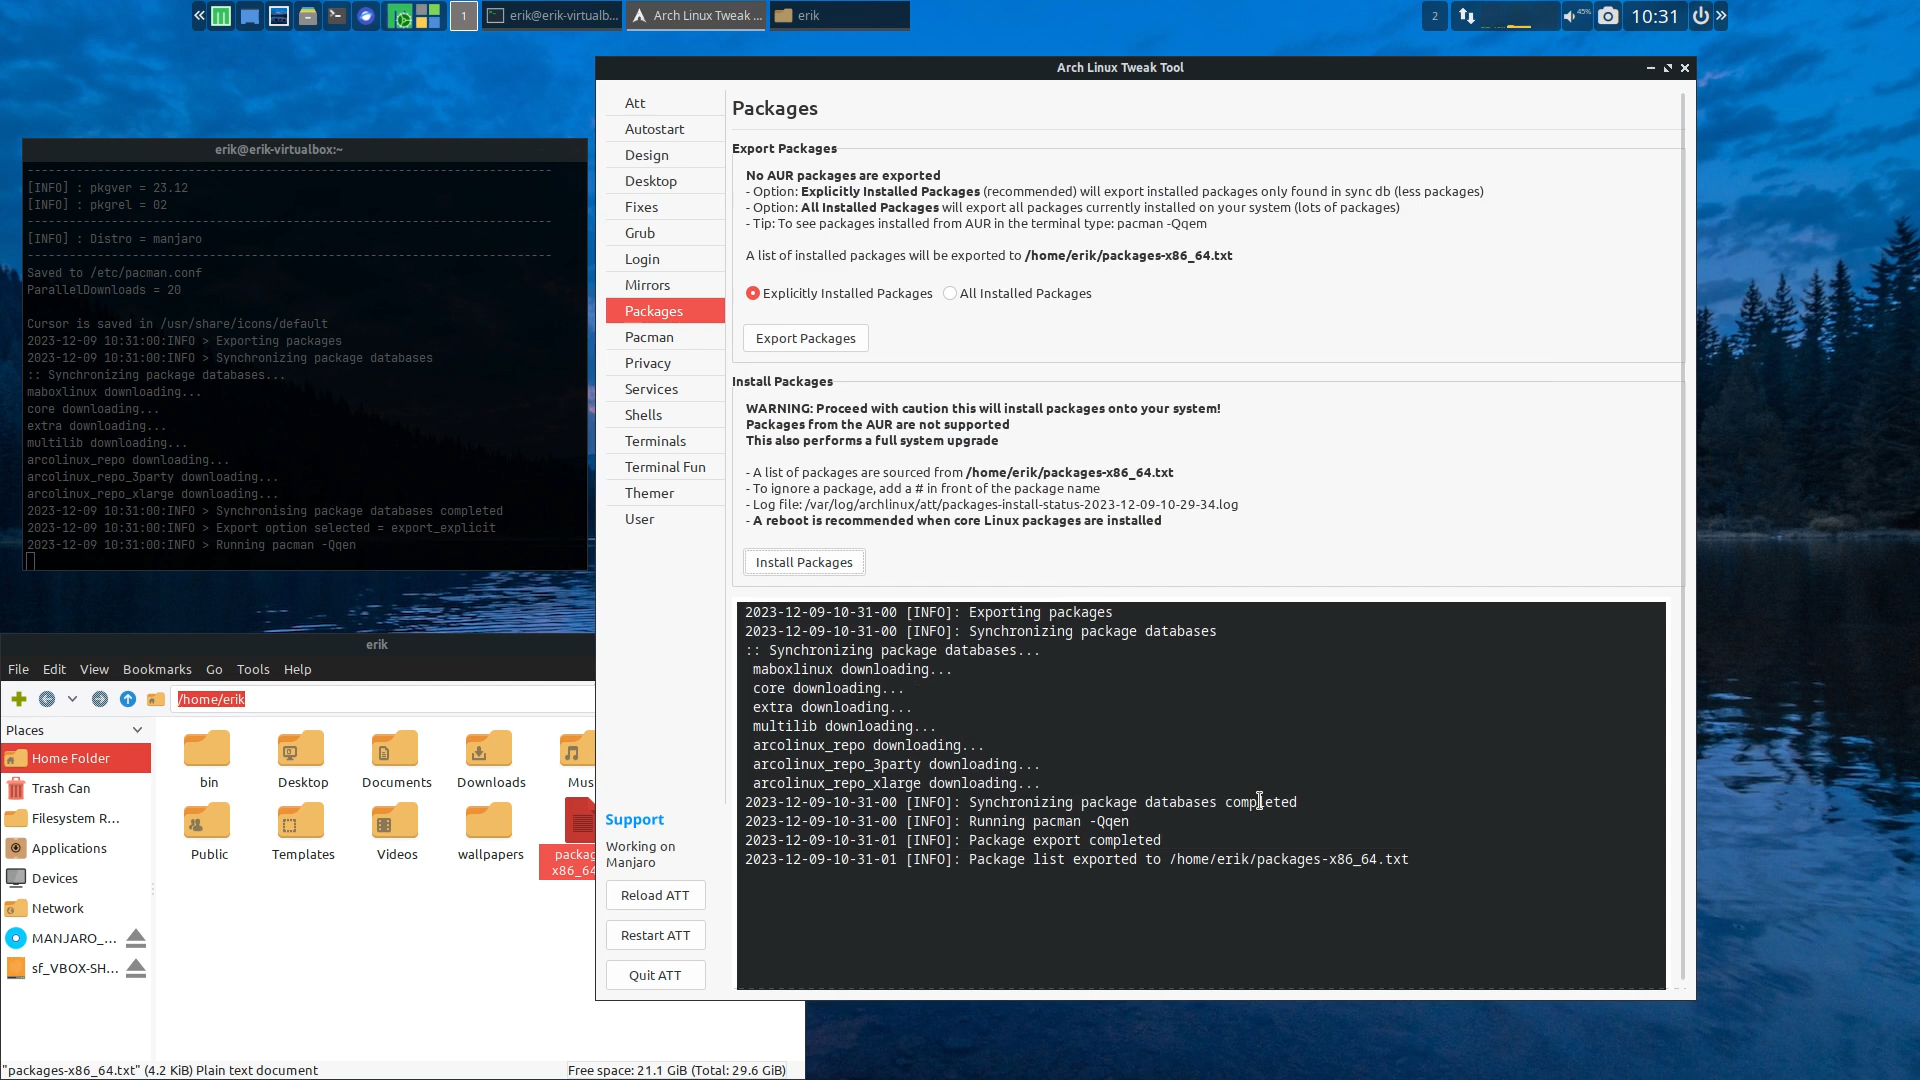 1
erik@erik-virtualb...
Arch Linux Tweak ...
erik
2
45%
10:31
erik@erik-virtualbox:~
--------------------------------------------------------------------------
[INFO] : pkgver = 23.12
[INFO] : pkgrel = 02
--------------------------------------------------------------------------
[INFO] : Distro = manjaro
--------------------------------------------------------------------------
Saved to /etc/pacman.conf
ParallelDownloads = 20
Cursor is saved in /usr/share/icons/default
2023-12-09 10:31:00:INFO > Exporting packages
2023-12-09 10:31:00:INFO > Synchronizing package databases
:: Synchronizing package databases...
maboxlinux downloading...
core downloading...
extra downloading...
multilib downloading...
arcolinux_repo downloading...
arcolinux_repo_3party downloading...
arcolinux_repo_xlarge downloading...
2023-12-09 10:31:00:INFO > Synchronising package databases completed
2023-12-09 10:31:00:INFO > Export option selected = export_explicit
2023-12-09 10:31:00:INFO > Running pacman -Qqen
erik
File Edit View Bookmarks Go Tools Help
/home/erik
Places
Home Folder
Trash Can
Filesystem R...
Applications
Devices
Network
MANJARO_...
sf_VBOX-SH...
bin
Desktop
Documents
Downloads
Mus
Public
Templates
Videos
wallpapers
packag
x86_64
"packages-x86_64.txt" (4.2 KiB) Plain text document
Free space: 21.1 GiB (Total: 29.6 GiB)
Arch Linux Tweak Tool
Att
Autostart
Design
Desktop
Fixes
Grub
Login
Mirrors
Packages
Pacman
Privacy
Services
Shells
Terminals
Terminal Fun
Themer
User
Support
Working on
Manjaro
Reload ATT
Restart ATT
Quit ATT
Packages
Export Packages
No AUR packages are exported
- Option: Explicitly Installed Packages (recommended) will export installed packages only found in sync db (less packages)
- Option: All Installed Packages will export all packages currently installed on your system (lots of packages)
- Tip: To see packages installed from AUR in the terminal type: pacman -Qqem
A list of installed packages will be exported to /home/erik/packages-x86_64.txt
Explicitly Installed Packages
All Installed Packages
Export Packages
Install Packages
WARNING: Proceed with caution this will install packages onto your system!
Packages from the AUR are not supported
This also performs a full system upgrade
- A list of packages are sourced from /home/erik/packages-x86_64.txt
- To ignore a package, add a # in front of the package name
- Log file: /var/log/archlinux/att/packages-install-status-2023-12-09-10-29-34.log
- A reboot is recommended when core Linux packages are installed
Install Packages
2023-12-09-10-31-00 [INFO]: Exporting packages
2023-12-09-10-31-00 [INFO]: Synchronizing package databases
:: Synchronizing package databases...
maboxlinux downloading...
core downloading...
extra downloading...
multilib downloading...
arcolinux_repo downloading...
arcolinux_repo_3party downloading...
arcolinux_repo_xlarge downloading...
2023-12-09-10-31-00 [INFO]: Synchronizing package databases completed
2023-12-09-10-31-00 [INFO]: Running pacman -Qqen
2023-12-09-10-31-01 [INFO]: Package export completed
2023-12-09-10-31-01 [INFO]: Package list exported to /home/erik/packages-x86_64.txt